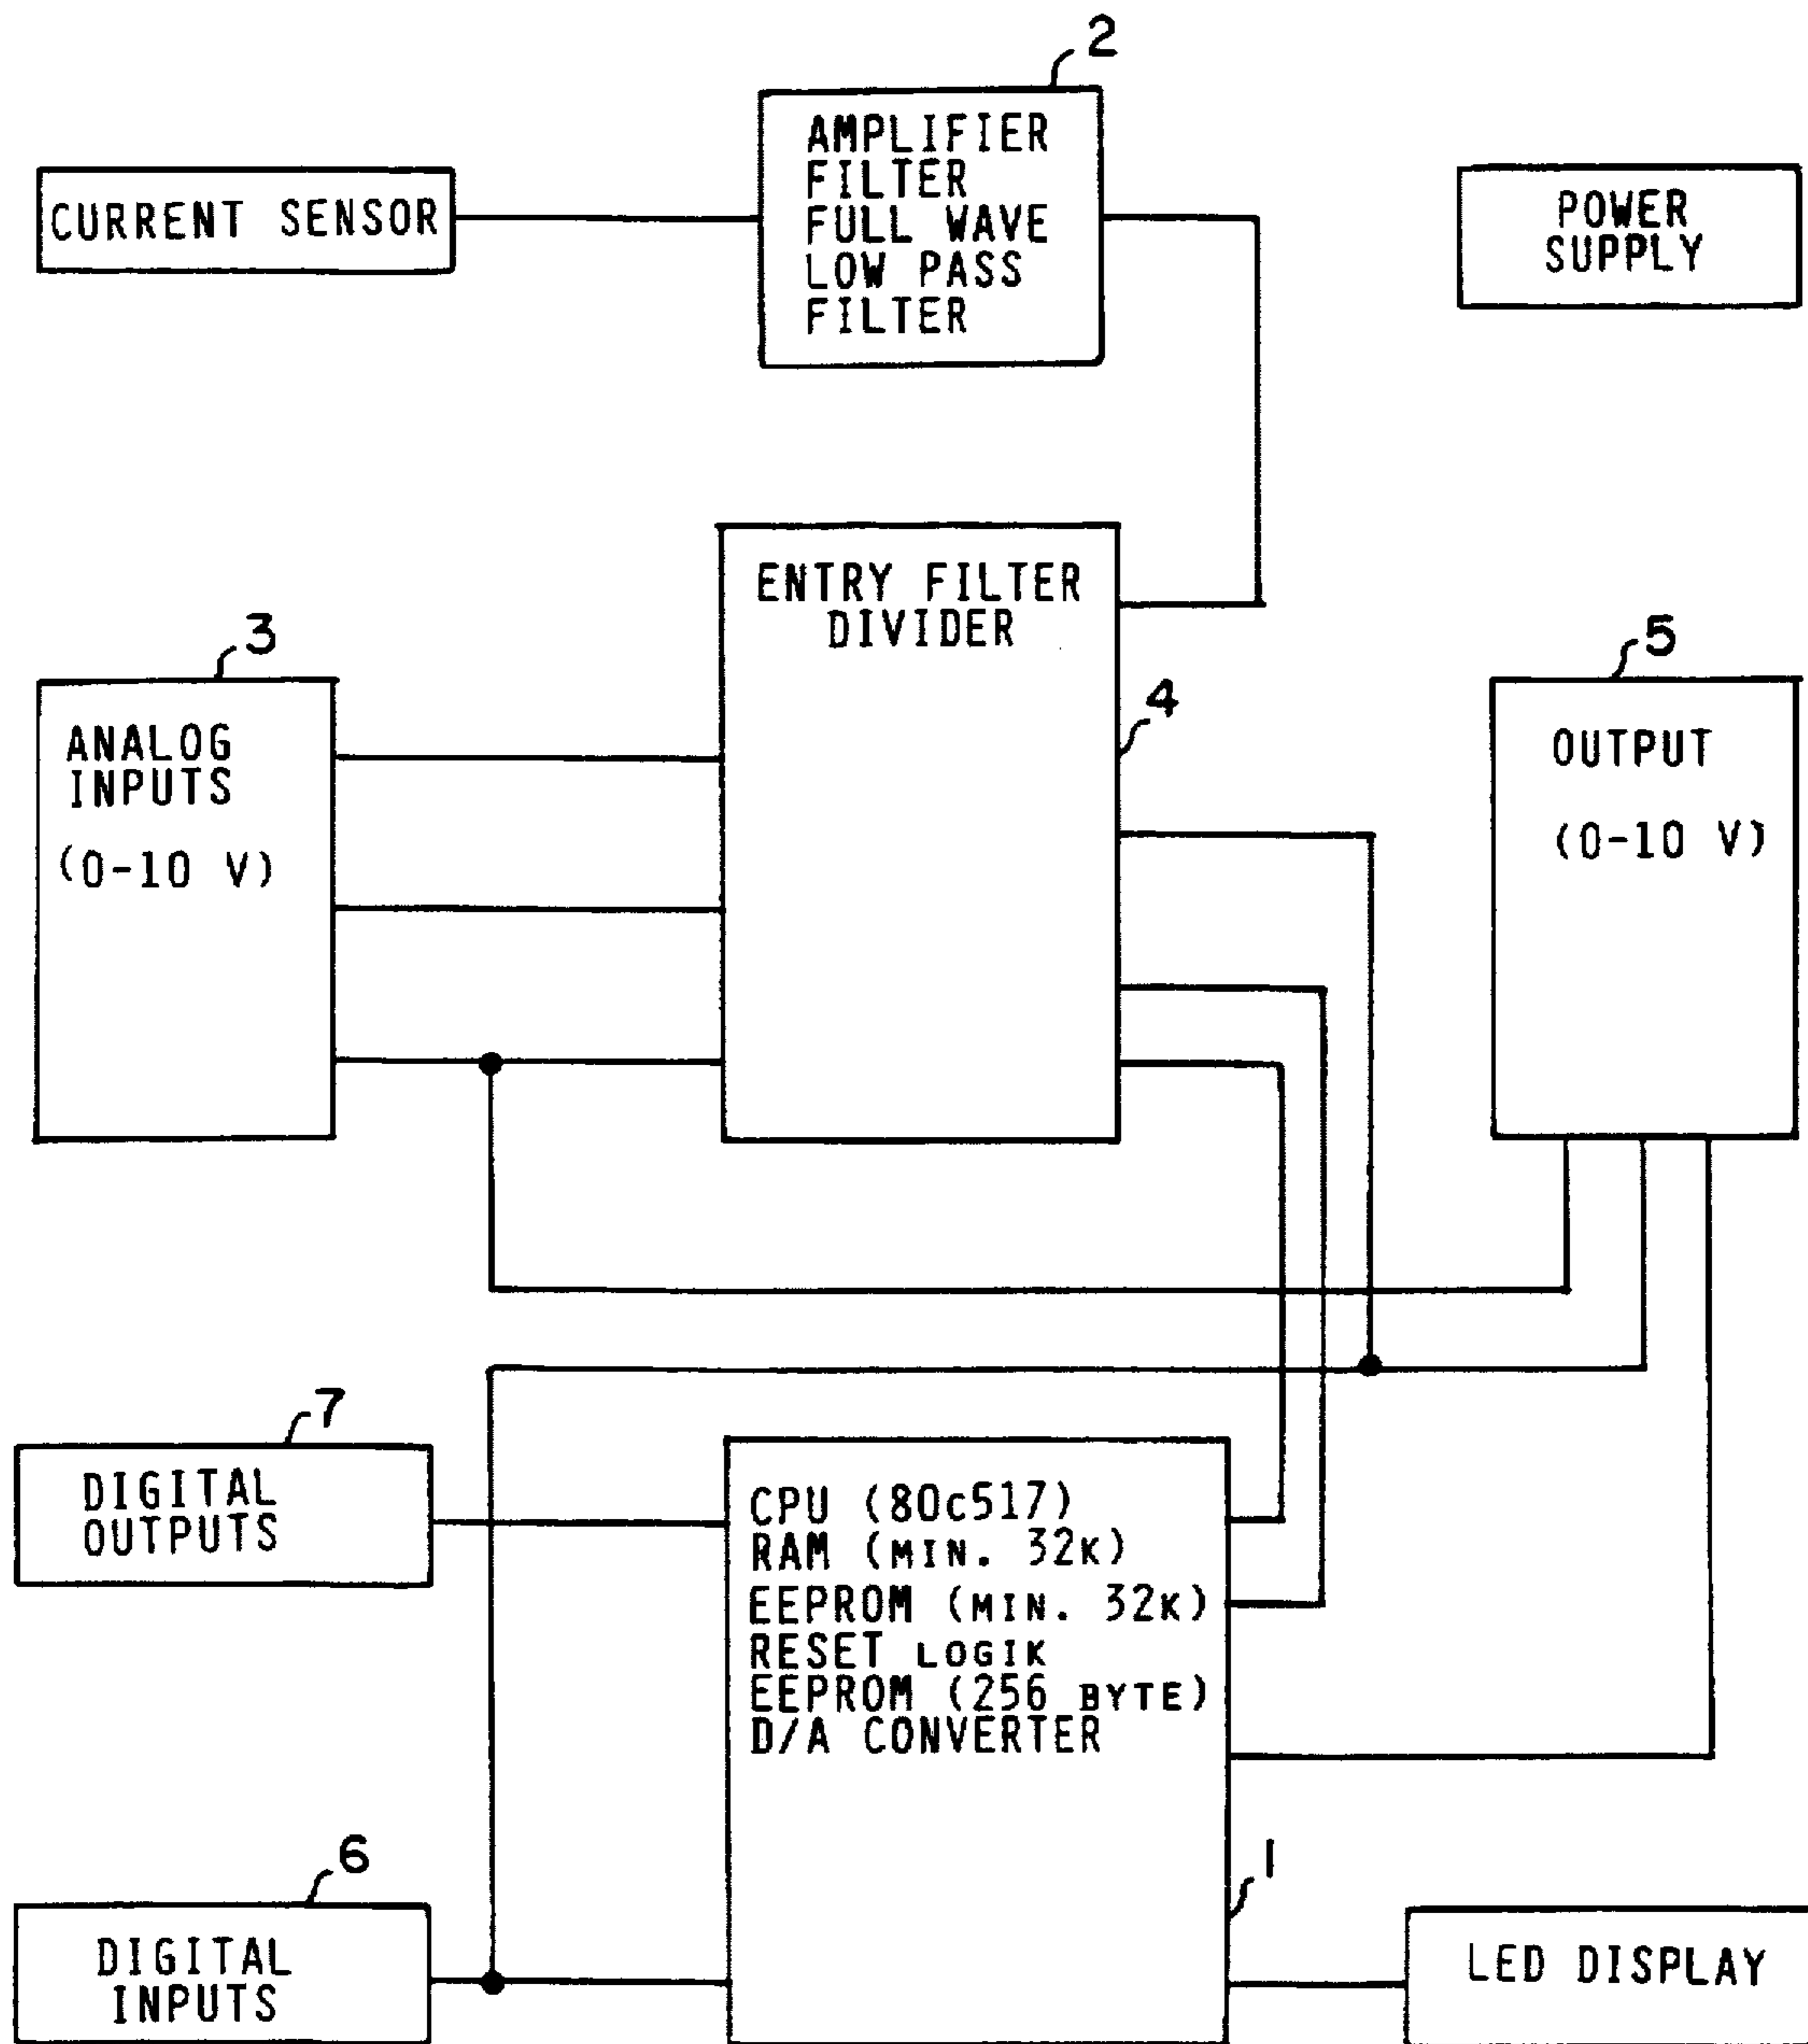 2
AMPLIFIER
FILTER
FULL WAVE
LOW PASS
FILTER
CURRENT SENSOR
POWER
SUPPLY
ENTRY FILTER
DIVIDER
3
ANALOG
INPUTS
(0-10 V)
4
5
OUTPUT
(0-10 V)
7
DIGITAL
OUTPUTS
CPU (80c517)
RAM (MIN. 32K)
EEPROM (MIN. 32K)
RESET LOGIK
EEPROM (256 BYTE)
D/A CONVERTER
6
DIGITAL
INPUTS
1
LED DISPLAY